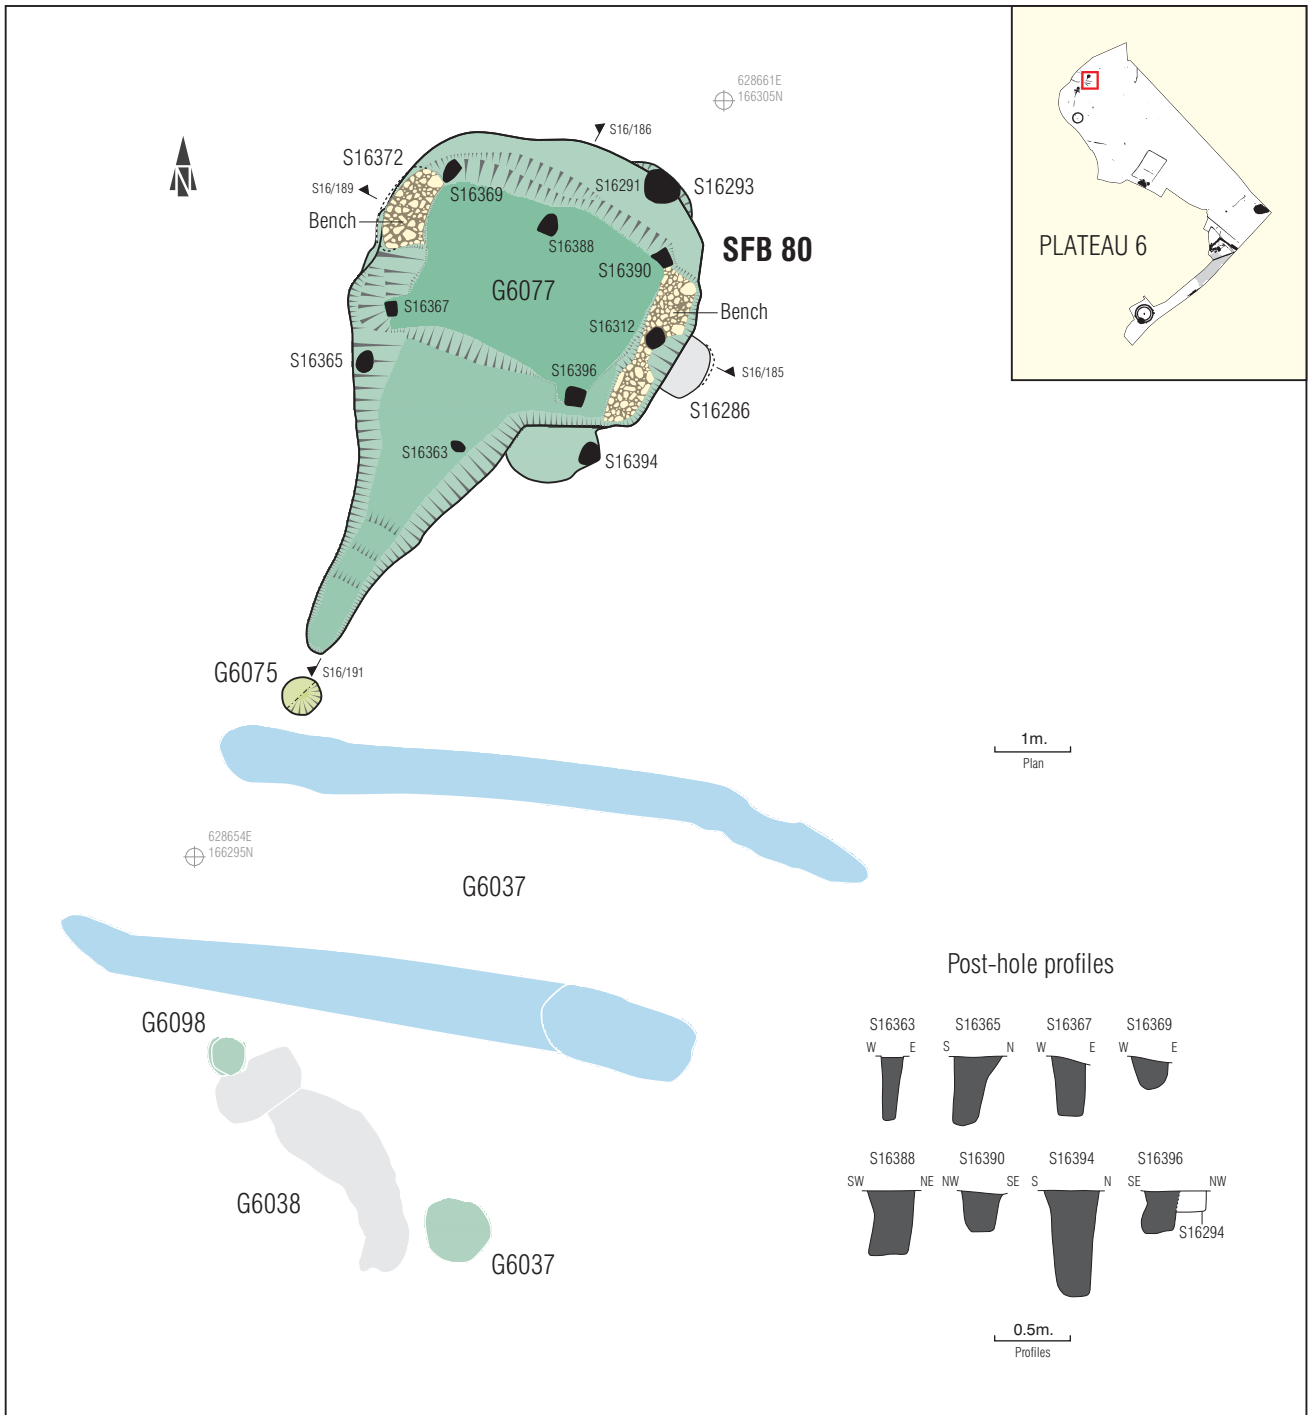 628661E
166305N
PLATEAU 6
N
S16/186
S16372
S16/189
S16369
S16291
S16293
Bench
S16388
SFB 80
S16390
G6077
S16367
Bench
S16312
S16365
S16396
S16/185
S16286
S16363
S16394
G6075
S16/191
1m.
Plan
628654E
166295N
G6037
G6098
G6038
G6037
Post-hole profiles
S16363 S16365 S16367 S16369
W E S N W E W E
S16388 S16390 S16394 S16396
SW NE NW SE S N SE NW
S16294
0.5m.
Profiles